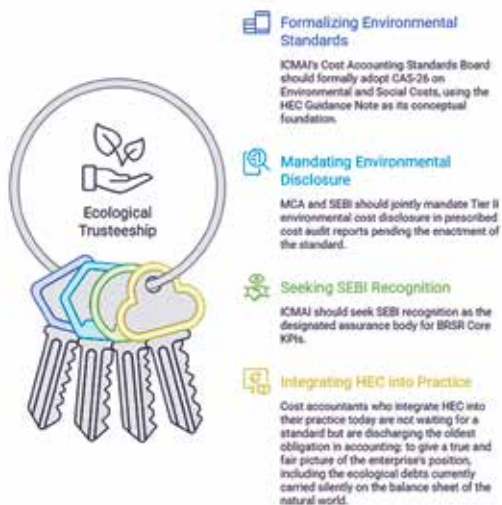 Ecological
Trusteeship
Formalizing Environmental
Standards
ICMAI's Cost Accounting Standards Board
should formally adopt CAS-26 on
Environmental and Social Costs, using the
HEC Guidance Note as its conceptual
foundation.
Mandating Environmental
Disclosure
MCA and SEBI should jointly mandate Tier II
environmental cost disclosure in prescribed
cost audit reports pending the enactment of
the standard.
Seeking SEBI Recognition
ICMAI should seek SEBI recognition as the
designated assurance body for BRSR Core
KPIs.
Integrating HEC into Practice
Cost accountants who integrate HEC into
their practice today are not waiting for a
standard but are discharging the oldest
obligation in accounting: to give a true and
fair picture of the enterprise's position,
including the ecological debts currently
carried silently on the balance sheet of the
natural world.